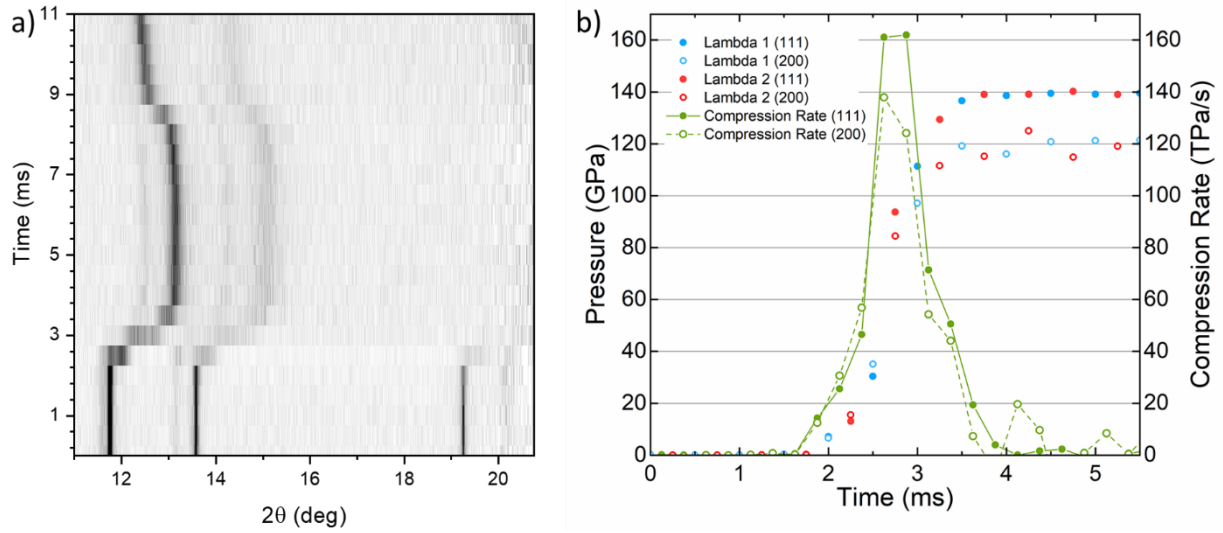 a)
11
9
7
5
3
1
Time (ms)
12
14
16
18
20
2θ (deg)
b)
160
140
120
100
80
60
40
20
0
Pressure (GPa)
Lambda 1 (111)
Lambda 1 (200)
Lambda 2 (111)
Lambda 2 (200)
Compression Rate (111)
Compression Rate (200)
160
140
120
100
80
60
40
20
0
Compression Rate (TPa/s)
0
1
2
3
4
5
Time (ms)